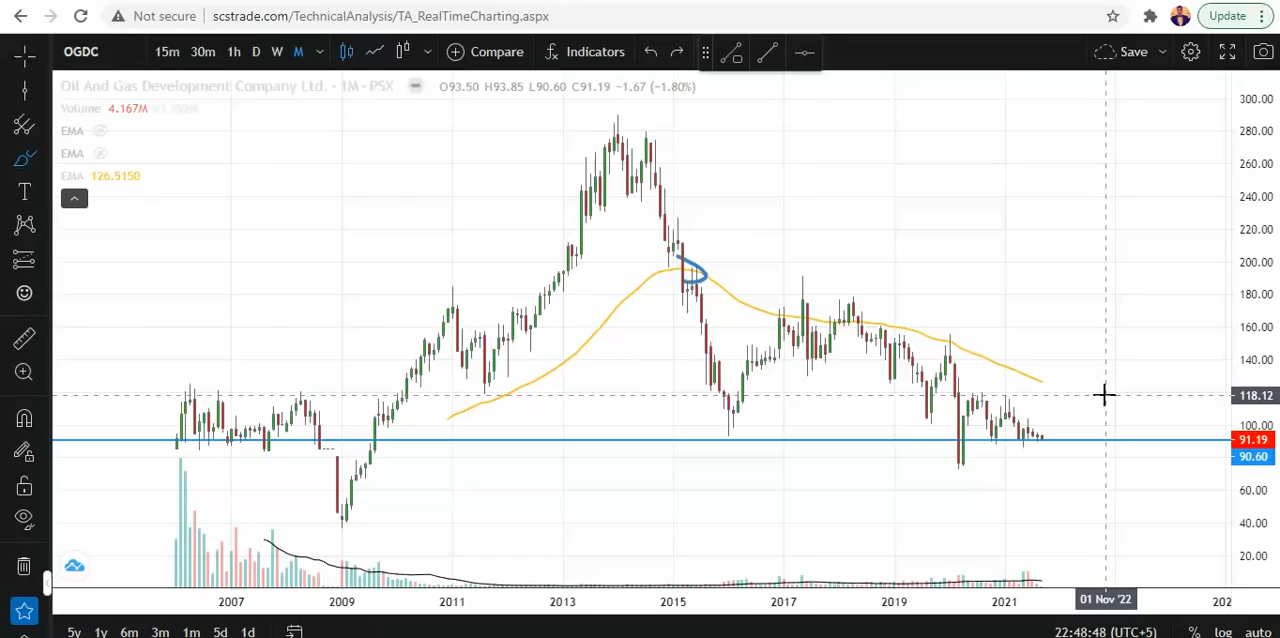 Not secure scstrade.com/TechnicalAnalysis/TA_RealTimeCharting.aspx Update
OGDC 15m 30m 1h D W M Compare Indicators Save
Oil And Gas Development Company Ltd. · 1M · PSX O93.50 H93.85 L90.60 C91.19 −1.67 (−1.80%)
Volume 4.167M
EMA
EMA
EMA 126.5150
300.00
280.00
260.00
240.00
220.00
200.00
180.00
160.00
140.00
118.12
100.00
91.19
90.60
60.00
40.00
20.00
2007 2009 2011 2013 2015 2017 2019 2021 01 Nov '22 202
5y 1y 6m 3m 1m 5d 1d 22:48:48 (UTC+5) % log auto